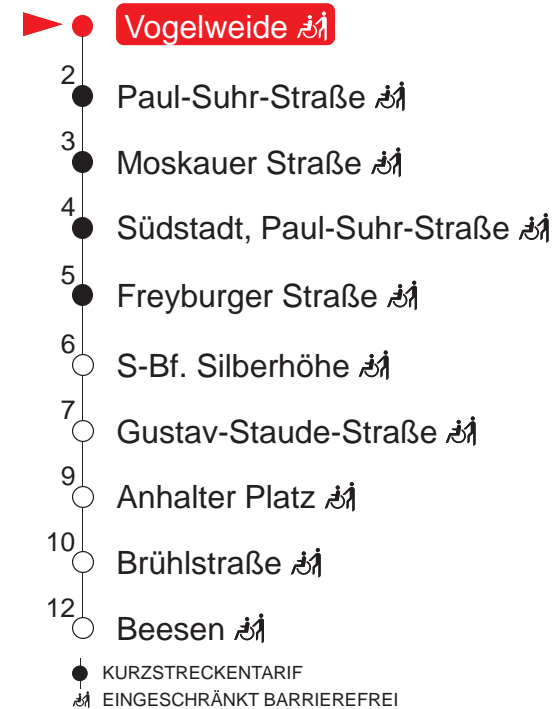 Vogelweide
2
Paul-Suhr-Straße
3
Moskauer Straße
4
Südstadt, Paul-Suhr-Straße
5
Freyburger Straße
6
S-Bf. Silberhöhe
7
Gustav-Staude-Straße
9
Anhalter Platz
10
Brühlstraße
12
Beesen
KURZSTRECKENTARIF
EINGESCHRÄNKT BARRIEREFREI